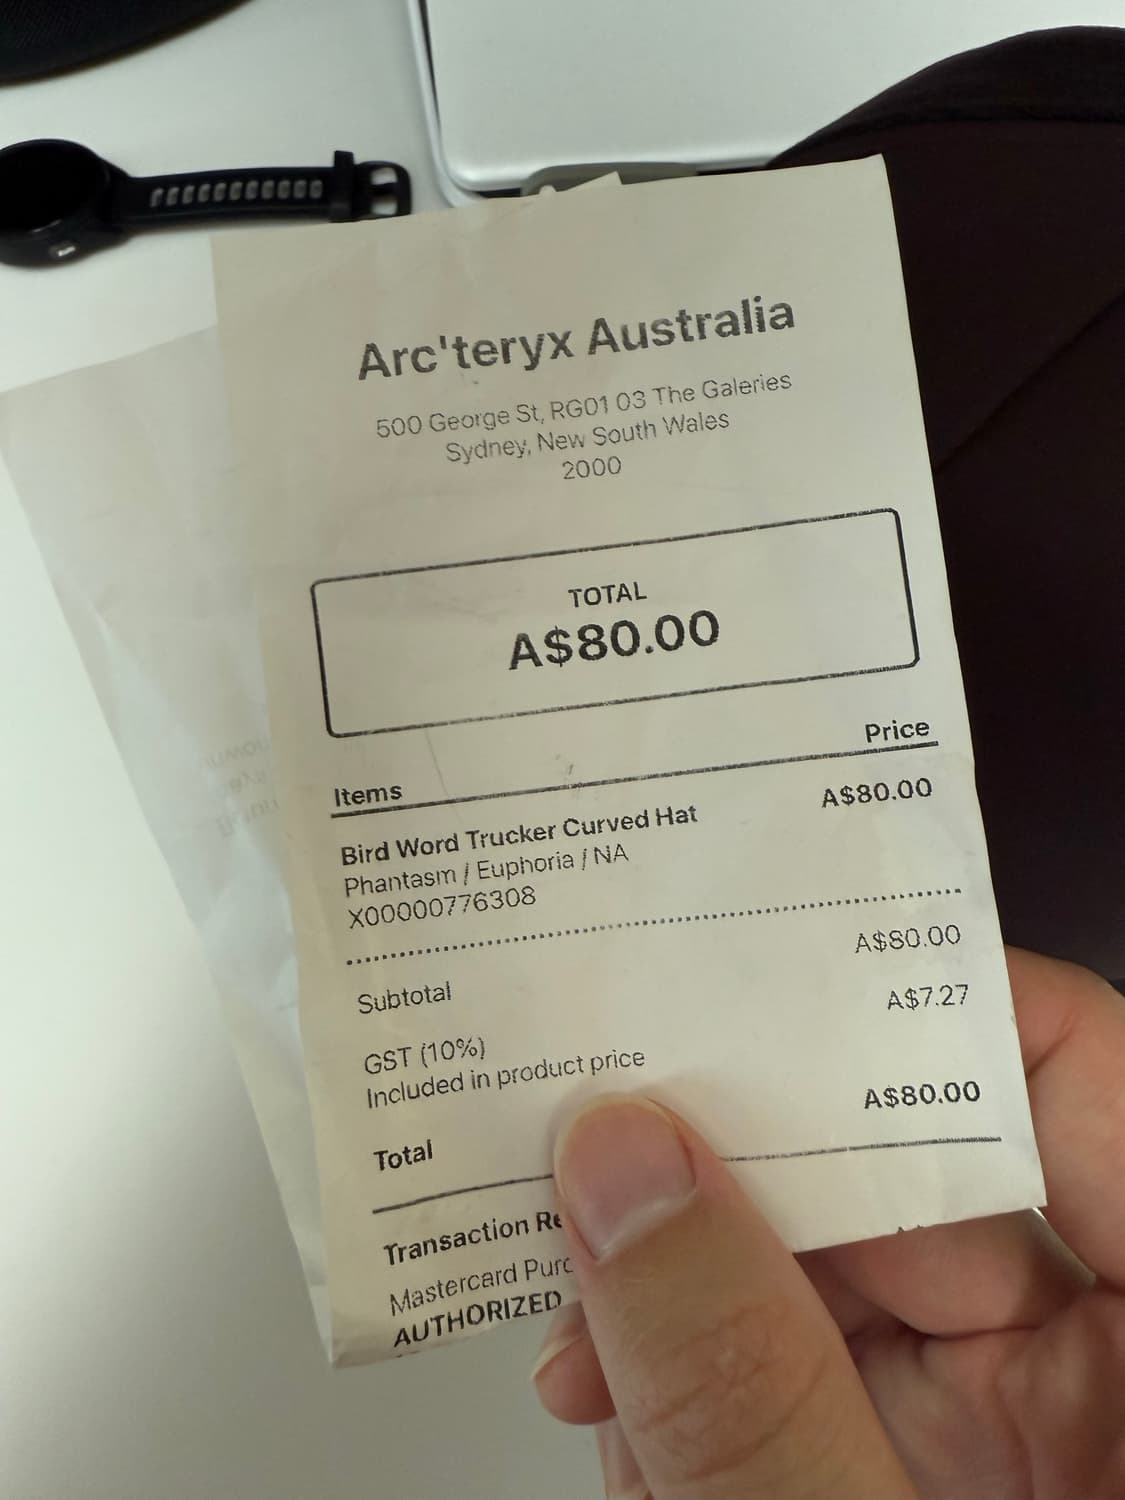 Arc'teryx Australia
500 George St, RG01 03 The Galeries
Sydney, New South Wales
2000
TOTAL
A$80.00
Items Price
Bird Word Trucker Curved Hat A$80.00
Phantasm / Euphoria / NA
X00000776308
Subtotal A$80.00
GST (10%) A$7.27
Included in product price
Total A$80.00
Transaction
Mastercard
AUTHORIZED